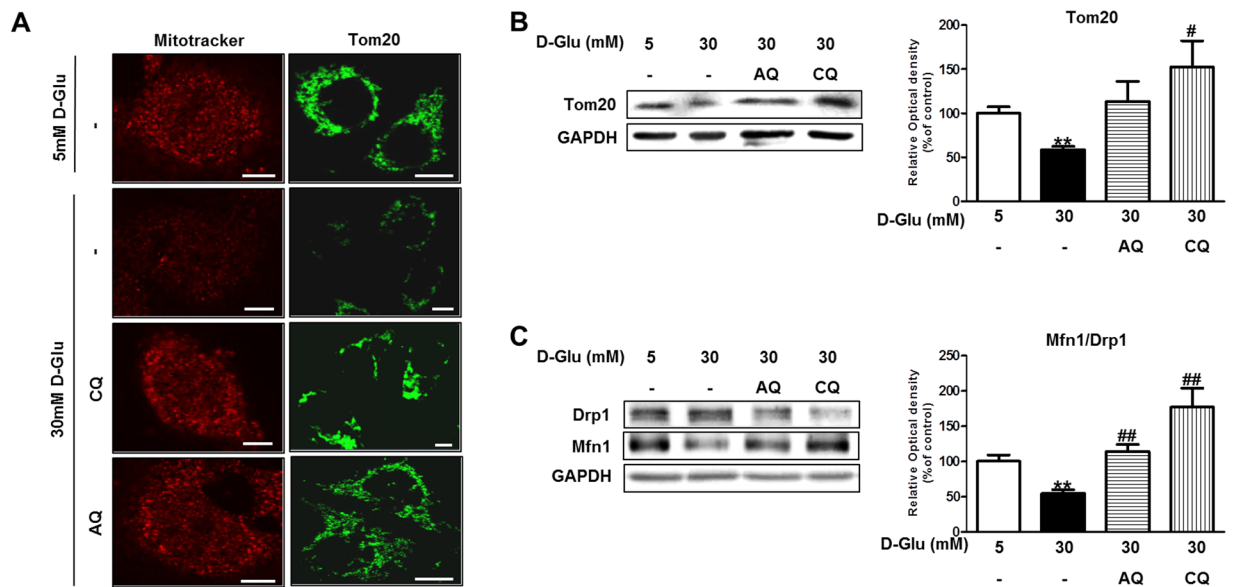 A
Mitotracker Tom20
5mM D-Glu
-
30mM D-Glu
-
CQ
AQ
B
D-Glu (mM) 5 30 30 30
- - AQ CQ
Tom20
GAPDH
Tom20
Relative Optical density
(%of control)
200
150
100
50
0
**
#
D-Glu (mM) 5 30 30 30
- - AQ CQ
C
D-Glu (mM) 5 30 30 30
- - AQ CQ
Drp1
Mfn1
GAPDH
Mfn1/Drp1
Relative Optical density
(%of control)
250
200
150
100
50
0
**
##
##
D-Glu (mM) 5 30 30 30
- - AQ CQ